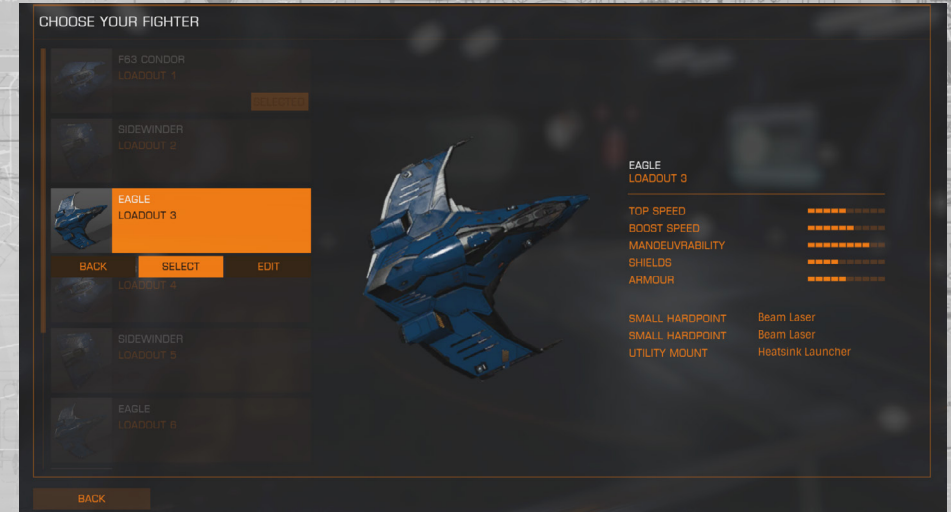 CHOOSE YOUR FIGHTER
F63 CONDOR
LOADOUT 1
SELECTED
SIDEWINDER
LOADOUT 2
EAGLE
LOADOUT 3
BACK SELECT EDIT
LOADOUT 4
SIDEWINDER
LOADOUT 5
EAGLE
LOADOUT 6
EAGLE
LOADOUT 3
TOP SPEED
BOOST SPEED
MANOEUVRABILITY
SHIELDS
ARMOUR
SMALL HARDPOINT Beam Laser
SMALL HARDPOINT Beam Laser
UTILITY MOUNT Heatsink Launcher
BACK